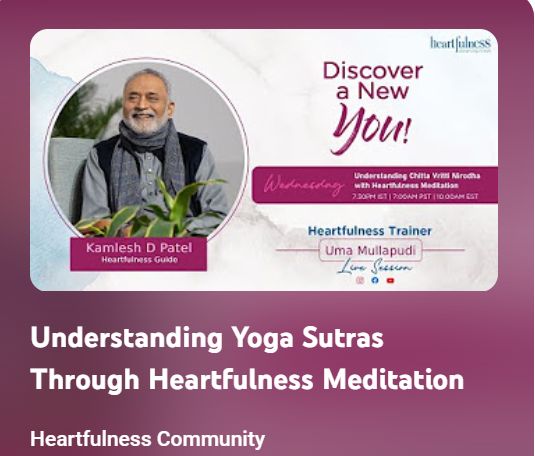 heartfulness
Discover
a New
You!
Wednesday
Understanding Chitta Vritti Nirodha
with Heartfulness Meditation
7:30PM IST | 7:00AM PST | 10:00AM EST
Kamlesh D Patel
Heartfulness Guide
Heartfulness Trainer
Uma Mullapudi
Live Session
Understanding Yoga Sutras
Through Heartfulness Meditation
Heartfulness Community